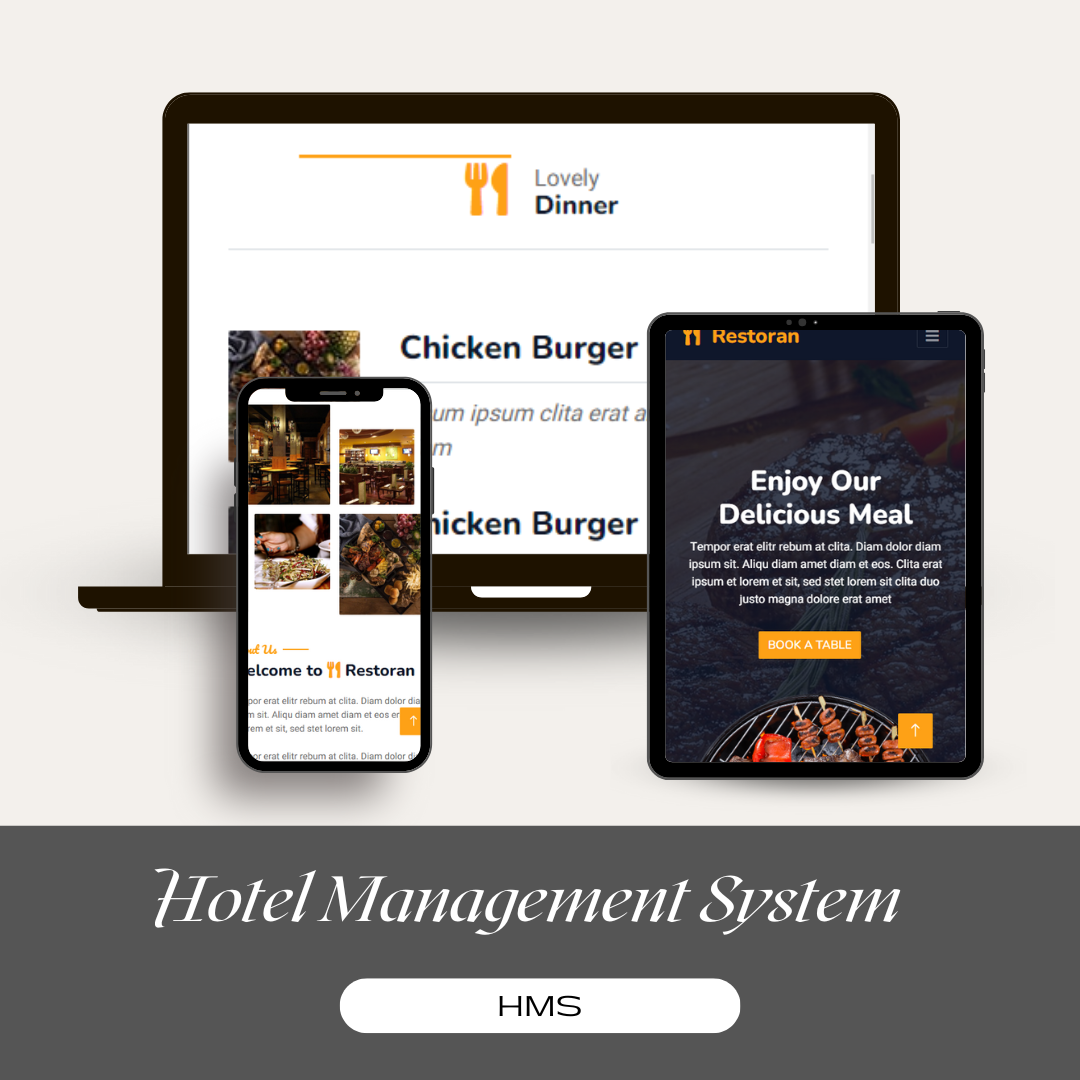 Lovely
Dinner
Chicken Burger
um ipsum clita erat a
m
hicken Burger
Restoran
Enjoy Our
Delicious Meal
Tempor erat elitr rebum at clita. Diam dolor diam
ipsum sit. Aliqu diam amet diam et eos. Clita erat
ipsum et lorem et sit, sed stet lorem sit clita duo
justo magna dolore erat amet
BOOK A TABLE
ut Us
elcome to Restoran
por erat elitr rebum at clita. Diam dolor dia
m sit. Aliqu diam amet diam et eos er
rem et sit, sed stet lorem sit.
por erat elitr rebum at clita. Diam dolor di
Hotel Management System
HMS